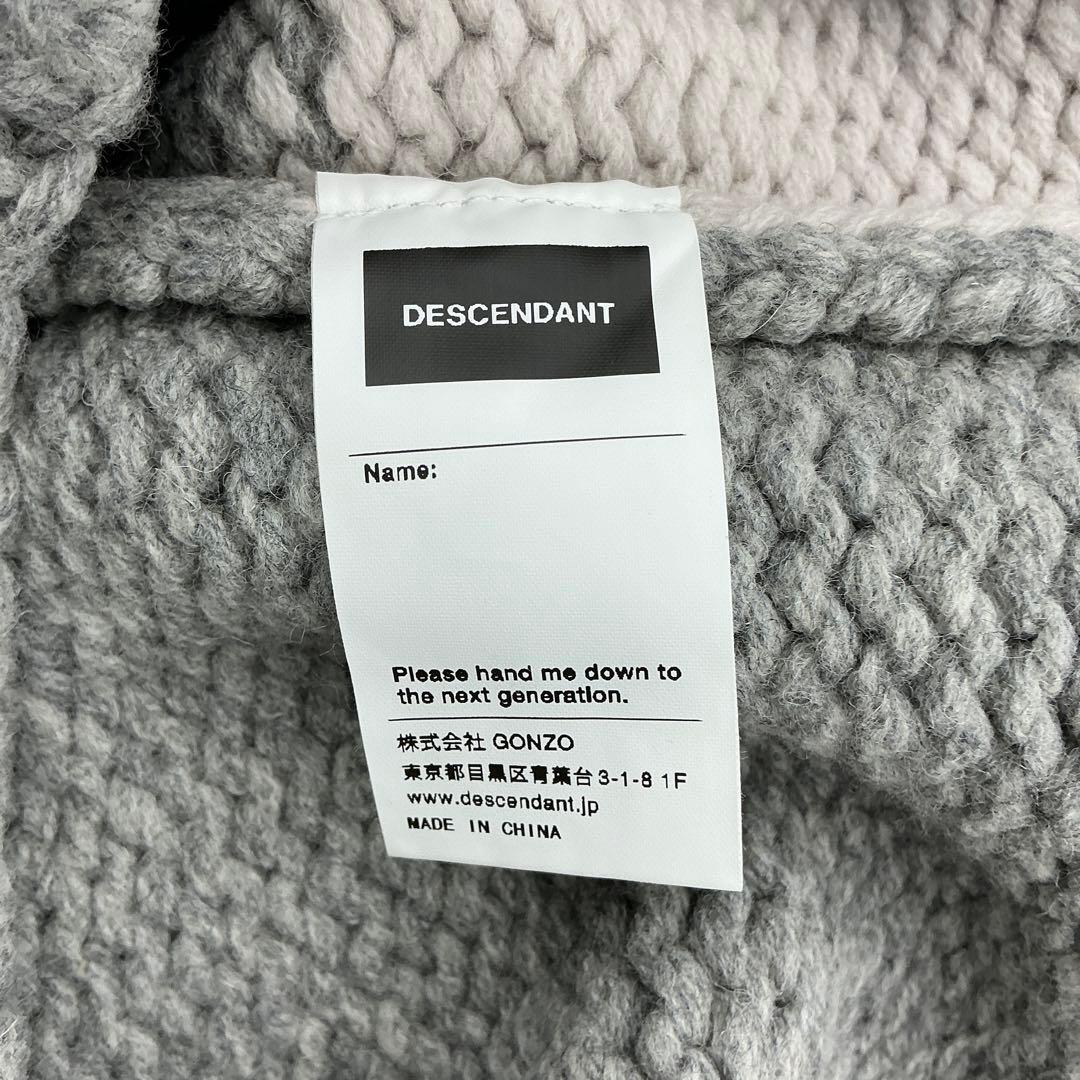 DESCENDANT
Name:
Please hand me down to
the next generation.
株式会社 GONZO
東京都目黒区青葉台3-1-8 1F
www.descendant.jp
MADE IN CHINA